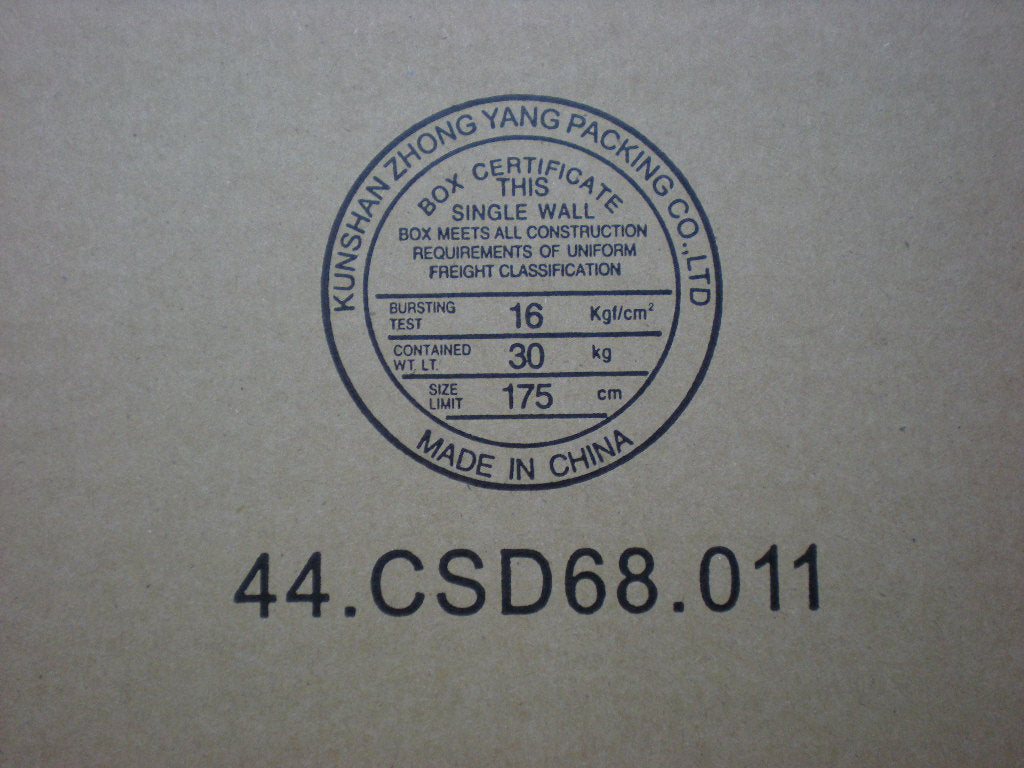 KUNSHAN ZHONG YANG PACKING CO.,LTD
BOX CERTIFICATE
THIS
SINGLE WALL
BOX MEETS ALL CONSTRUCTION
REQUIREMENTS OF UNIFORM
FREIGHT CLASSIFICATION
BURSTING TEST 16 Kgf/cm²
CONTAINED WT. LT. 30 kg
SIZE LIMIT 175 cm
MADE IN CHINA
44.CSD68.011